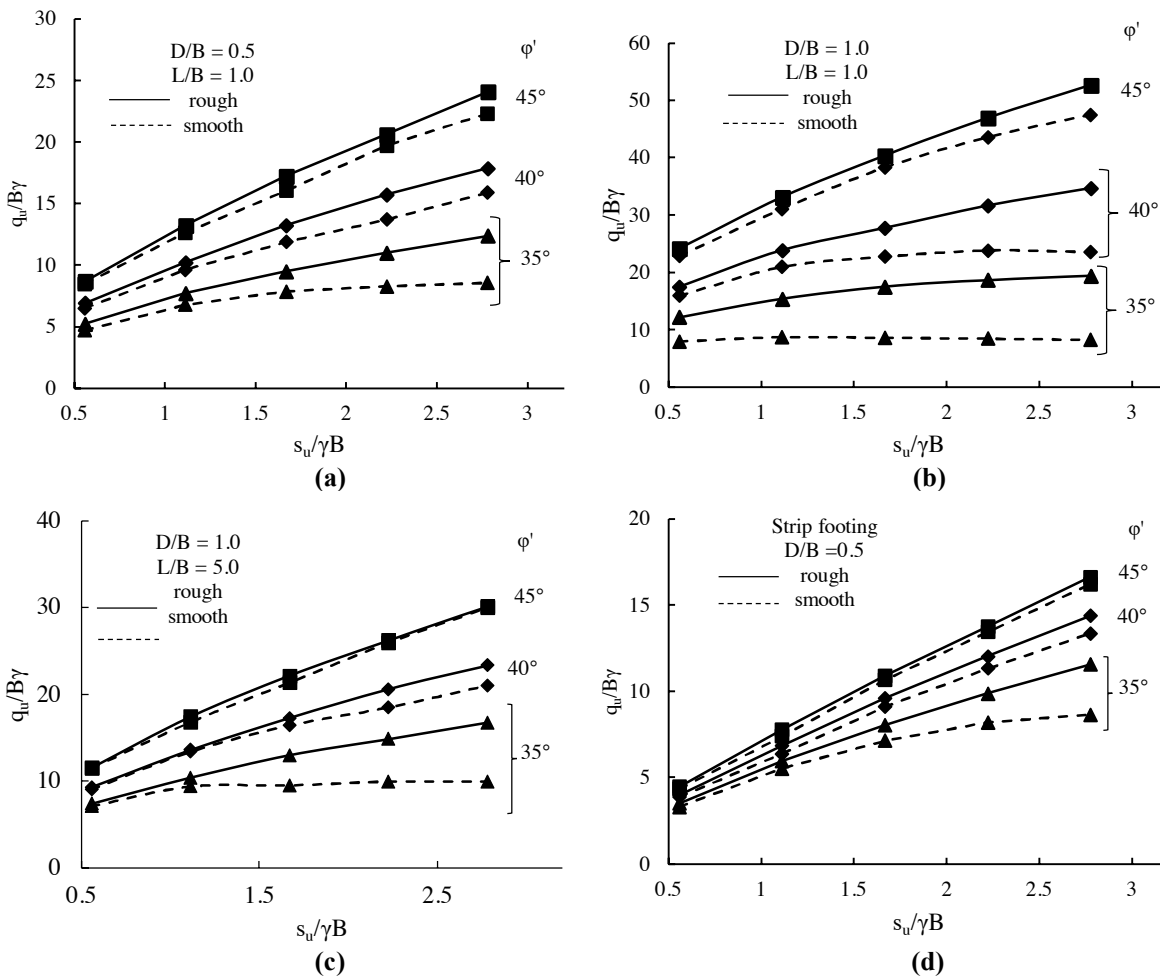 30
25
20
15
10
5
0
qᵤ/Bγ
D/B = 0.5
L/B = 1.0
rough
smooth
φ'
45°
40°
35°
0.5 1 1.5 2 2.5 3
sᵤ/γB
(a)
60
50
40
30
20
10
0
qᵤ/Bγ
D/B = 1.0
L/B = 1.0
rough
smooth
φ'
45°
40°
35°
0.5 1 1.5 2 2.5 3
sᵤ/γB
(b)
40
30
20
10
0
qᵤ/Bγ
D/B = 1.0
L/B = 5.0
rough
smooth
φ'
45°
40°
35°
0.5 1.5 2.5
sᵤ/γB
(c)
20
15
10
5
0
qᵤ/Bγ
Strip footing
D/B =0.5
rough
smooth
φ'
45°
40°
35°
0.5 1 1.5 2 2.5 3
sᵤ/γB
(d)